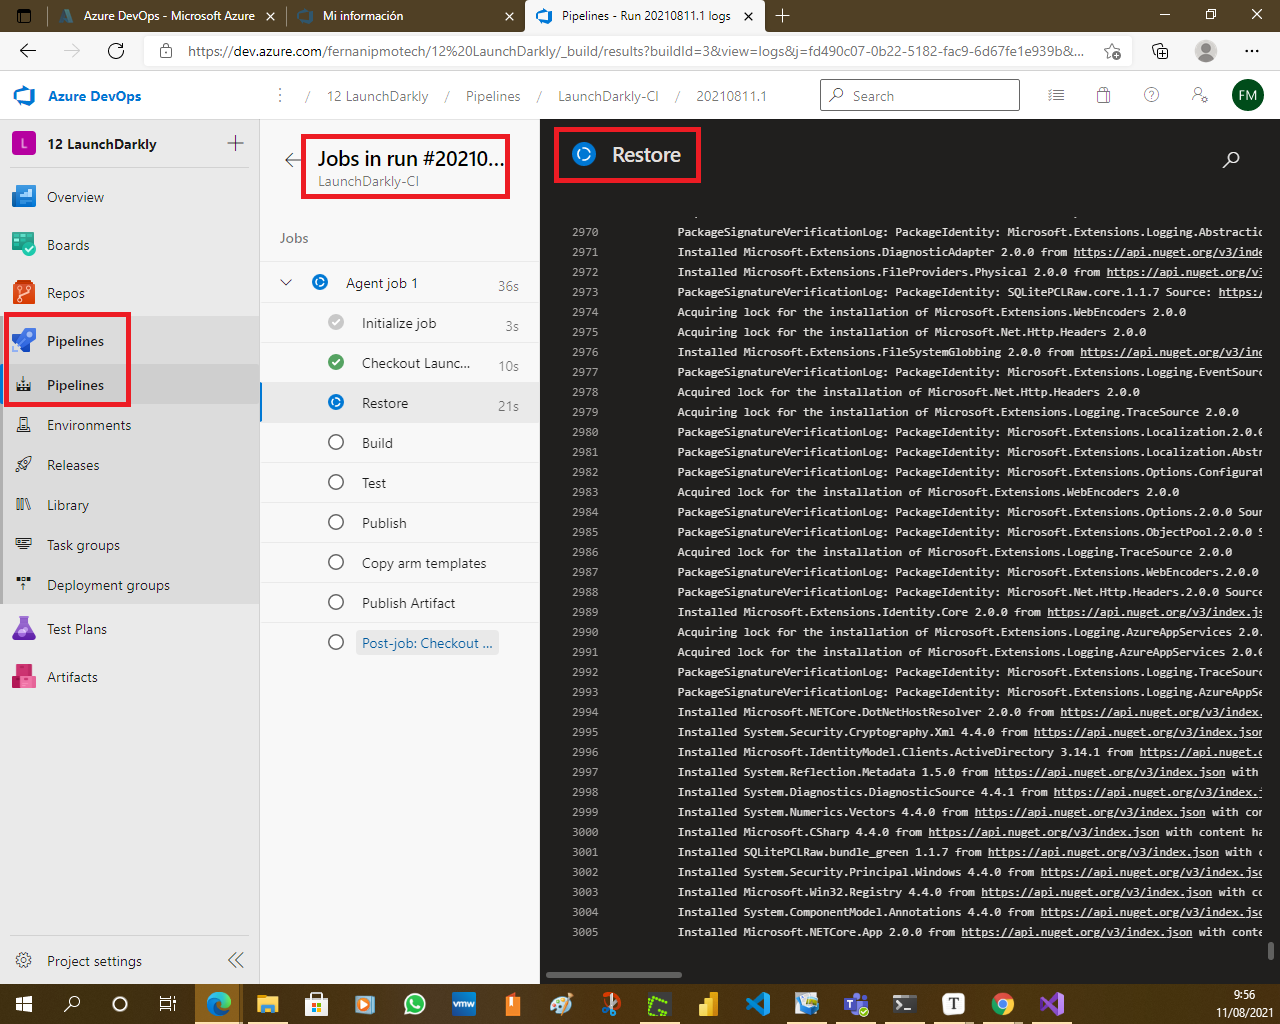 Azure DevOps - Microsoft Azure
Mi información
Pipelines - Run 20210811.1 logs
https://dev.azure.com/fernanipmotech/12%20LaunchDarkly/_build/results?buildId=3&view=logs&j=fd490c07-0b22-5182-fac9-6d67fe1e939b&...
Azure DevOps
/ 12 LaunchDarkly / Pipelines / LaunchDarkly-CI / 20210811.1
Search
FM
L 12 LaunchDarkly
Overview
Boards
Repos
Pipelines
Pipelines
Environments
Releases
Library
Task groups
Deployment groups
Test Plans
Artifacts
Project settings
Jobs in run #20210...
LaunchDarkly-CI
Jobs
Agent job 1 36s
Initialize job 3s
Checkout Launc... 10s
Restore 21s
Build
Test
Publish
Copy arm templates
Publish Artifact
Post-job: Checkout ...
Restore
2970 PackageSignatureVerificationLog: PackageIdentity: Microsoft.Extensions.Logging.Abstractic
2971 Installed Microsoft.Extensions.DiagnosticAdapter 2.0.0 from https://api.nuget.org/v3/inde
2972 Installed Microsoft.Extensions.FileProviders.Physical 2.0.0 from https://api.nuget.org/v3
2973 PackageSignatureVerificationLog: PackageIdentity: SQLitePCLRaw.core.1.1.7 Source: https:/
2974 Acquiring lock for the installation of Microsoft.Extensions.WebEncoders 2.0.0
2975 Acquiring lock for the installation of Microsoft.Net.Http.Headers 2.0.0
2976 Installed Microsoft.Extensions.FileSystemGlobbing 2.0.0 from https://api.nuget.org/v3/inc
2977 PackageSignatureVerificationLog: PackageIdentity: Microsoft.Extensions.Logging.EventSourc
2978 Acquired lock for the installation of Microsoft.Net.Http.Headers 2.0.0
2979 Acquiring lock for the installation of Microsoft.Extensions.Logging.TraceSource 2.0.0
2980 PackageSignatureVerificationLog: PackageIdentity: Microsoft.Extensions.Localization.2.0.0
2981 PackageSignatureVerificationLog: PackageIdentity: Microsoft.Extensions.Localization.Abstr
2982 PackageSignatureVerificationLog: PackageIdentity: Microsoft.Extensions.Options.Configurat
2983 Acquired lock for the installation of Microsoft.Extensions.WebEncoders 2.0.0
2984 PackageSignatureVerificationLog: PackageIdentity: Microsoft.Extensions.Options.2.0.0 Sour
2985 PackageSignatureVerificationLog: PackageIdentity: Microsoft.Extensions.ObjectPool.2.0.0 S
2986 Acquired lock for the installation of Microsoft.Extensions.Logging.TraceSource 2.0.0
2987 PackageSignatureVerificationLog: PackageIdentity: Microsoft.Extensions.WebEncoders.2.0.0
2988 PackageSignatureVerificationLog: PackageIdentity: Microsoft.Net.Http.Headers.2.0.0 Source
2989 Installed Microsoft.Extensions.Identity.Core 2.0.0 from https://api.nuget.org/v3/index.js
2990 Acquiring lock for the installation of Microsoft.Extensions.Logging.AzureAppServices 2.0.
2991 Acquired lock for the installation of Microsoft.Extensions.Logging.AzureAppServices 2.0.0
2992 PackageSignatureVerificationLog: PackageIdentity: Microsoft.Extensions.Logging.TraceSourc
2993 PackageSignatureVerificationLog: PackageIdentity: Microsoft.Extensions.Logging.AzureAppSe
2994 Installed Microsoft.NETCore.DotNetHostResolver 2.0.0 from https://api.nuget.org/v3/index.
2995 Installed System.Security.Cryptography.Xml 4.4.0 from https://api.nuget.org/v3/index.json
2996 Installed Microsoft.IdentityModel.Clients.ActiveDirectory 3.14.1 from https://api.nuget.c
2997 Installed System.Reflection.Metadata 1.5.0 from https://api.nuget.org/v3/index.json with
2998 Installed System.Diagnostics.DiagnosticSource 4.4.1 from https://api.nuget.org/v3/index.j
2999 Installed System.Numerics.Vectors 4.4.0 from https://api.nuget.org/v3/index.json with cor
3000 Installed Microsoft.CSharp 4.4.0 from https://api.nuget.org/v3/index.json with content ha
3001 Installed SQLitePCLRaw.bundle_green 1.1.7 from https://api.nuget.org/v3/index.json with c
3002 Installed System.Security.Principal.Windows 4.4.0 from https://api.nuget.org/v3/index.jsc
3003 Installed Microsoft.Win32.Registry 4.4.0 from https://api.nuget.org/v3/index.json with cc
3004 Installed System.ComponentModel.Annotations 4.4.0 from https://api.nuget.org/v3/index.jsc
3005 Installed Microsoft.NETCore.App 2.0.0 from https://api.nuget.org/v3/index.json with conte
vmw
T
9:56
11/08/2021